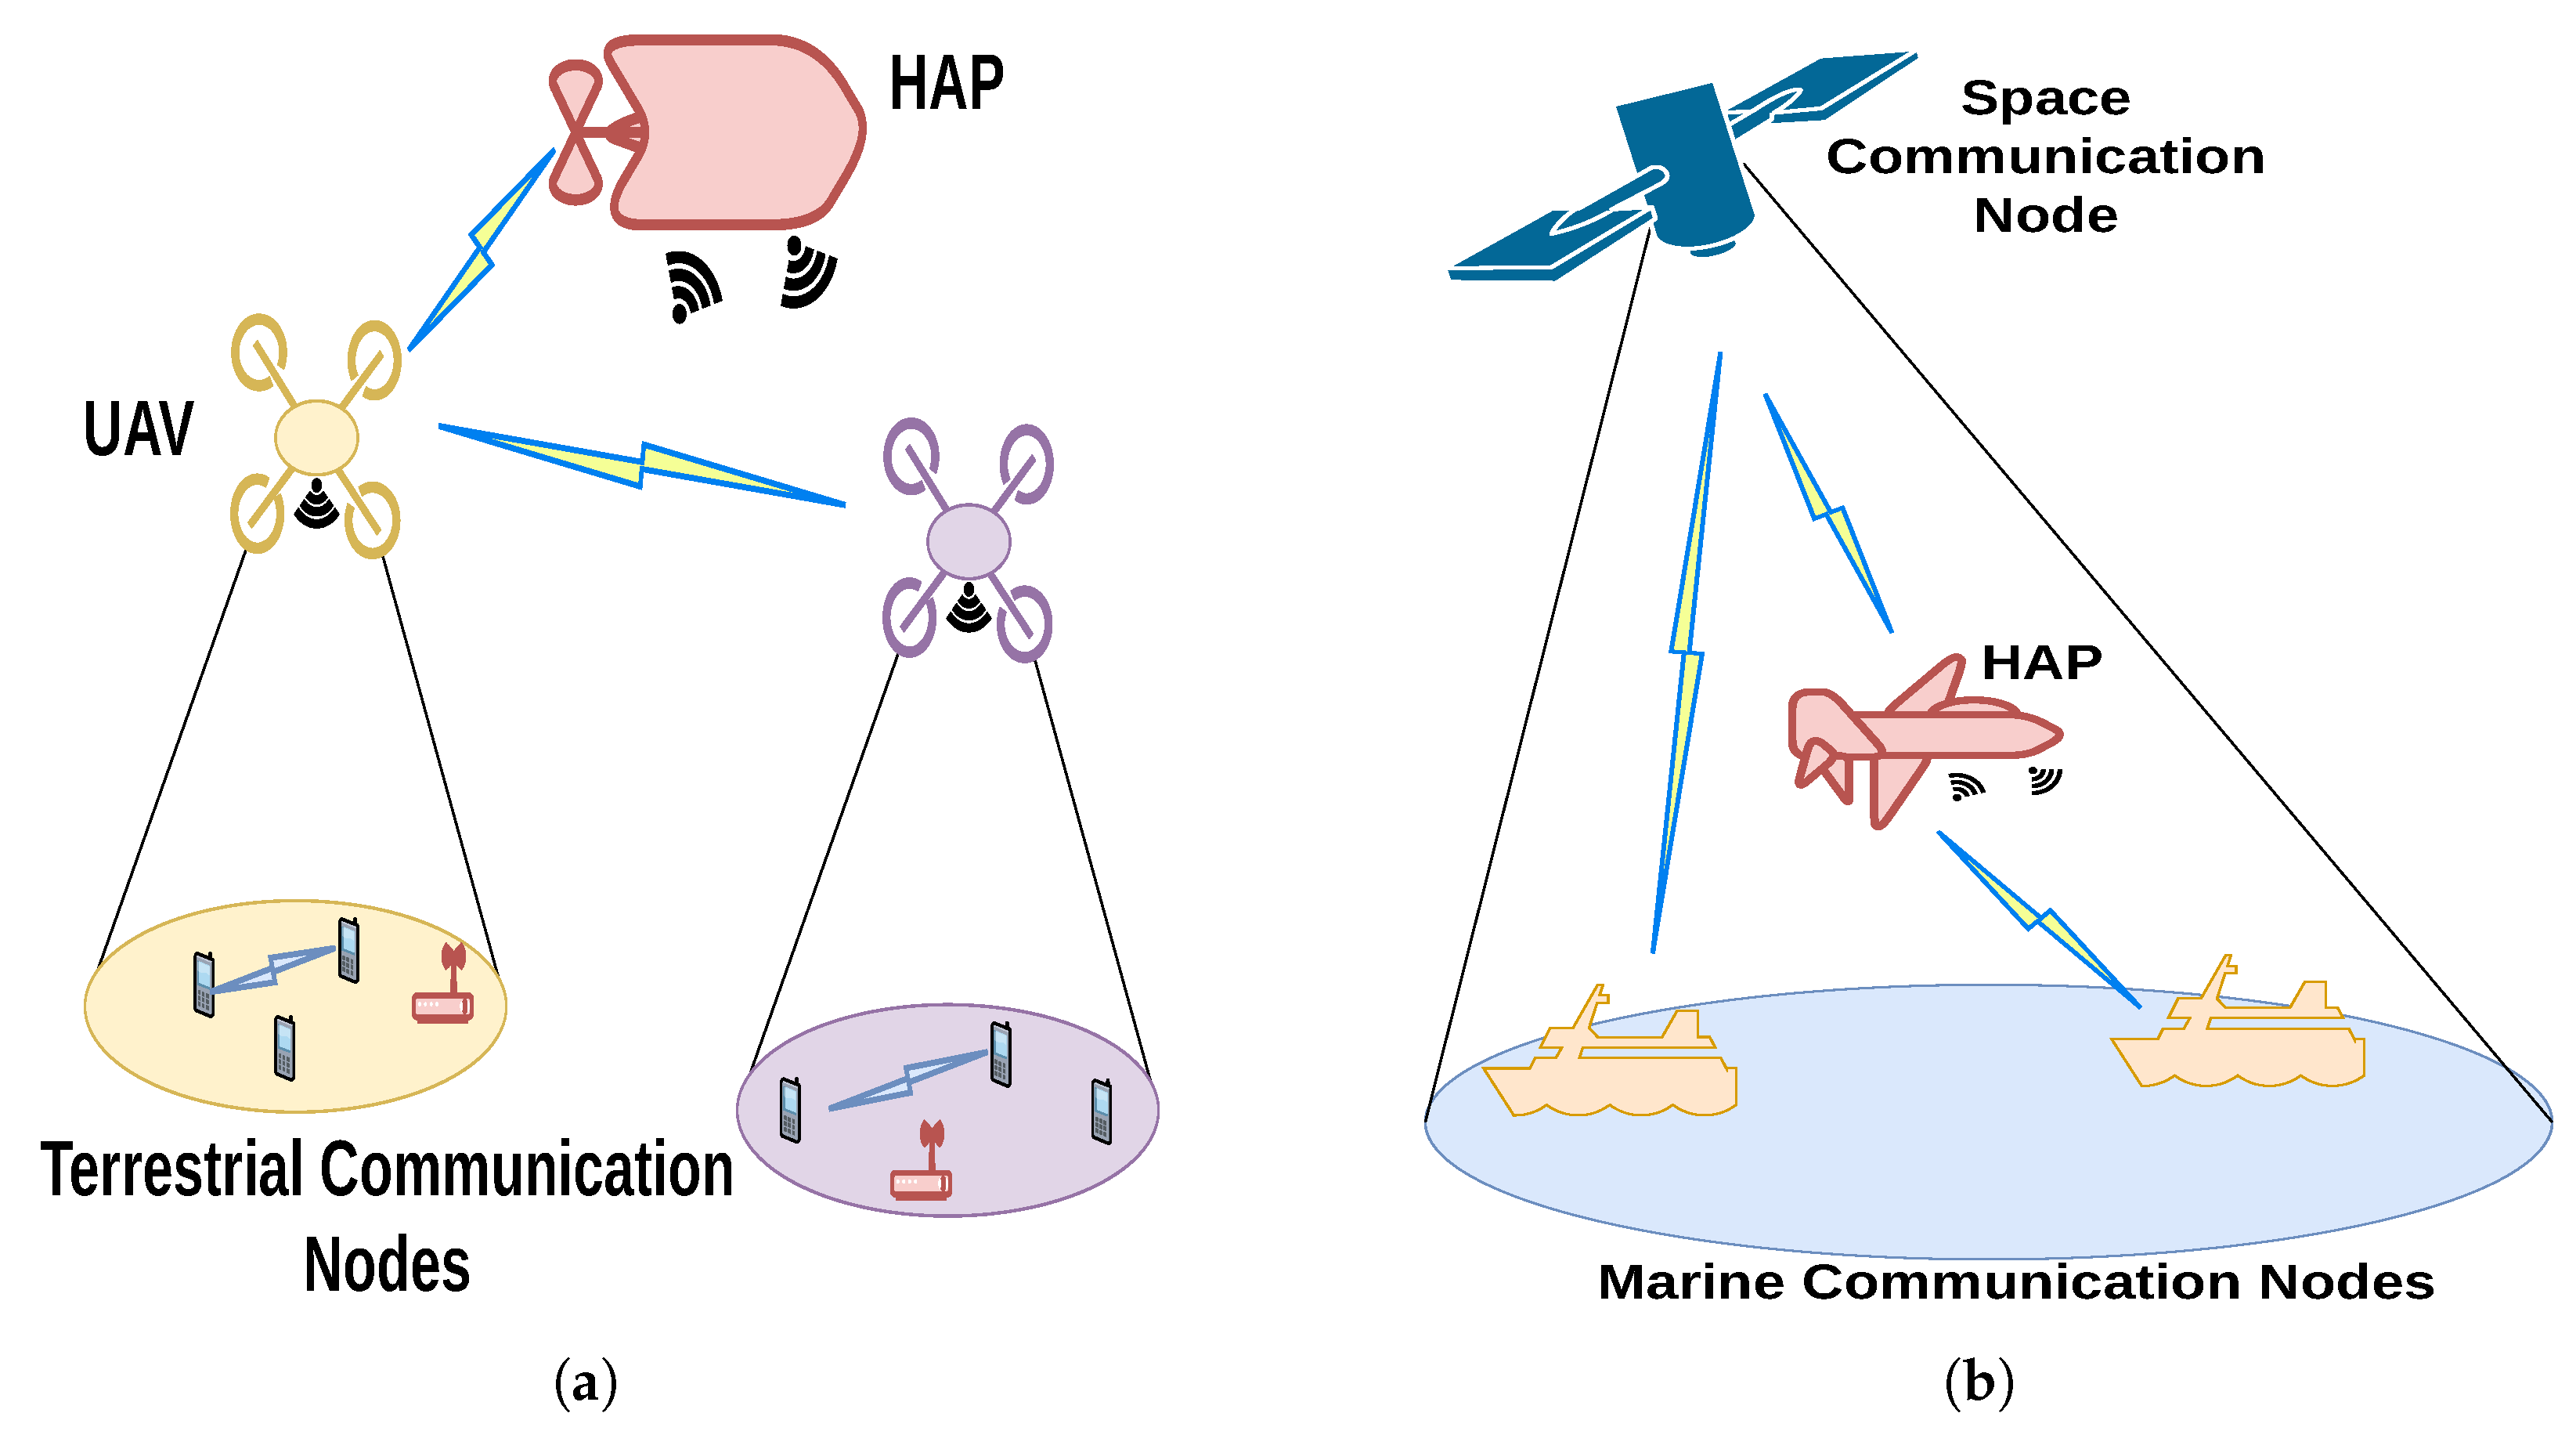 HAP
UAV
Terrestrial Communication
Nodes
(a)
Space
Communication
Node
HAP
Marine Communication Nodes
(b)